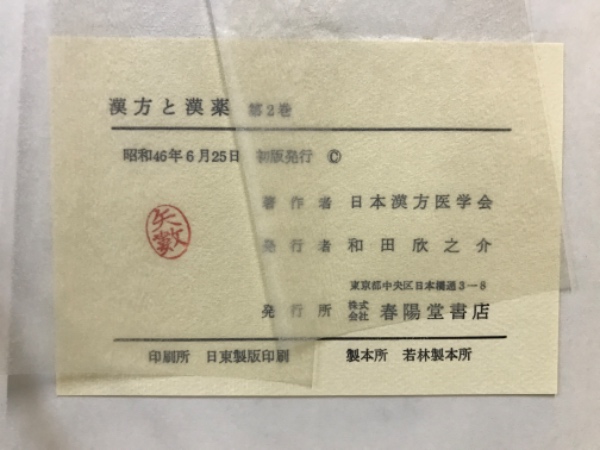 漢方と漢薬 第2巻
昭和46年6月25日 初版発行 ©
著作者 日本漢方医学会
発行者 和田欣之介
東京都中央区日本橋通3-8
発行所 株式会社 春陽堂書店
印刷所 日東製版印刷 製本所 若林製本所
矢数